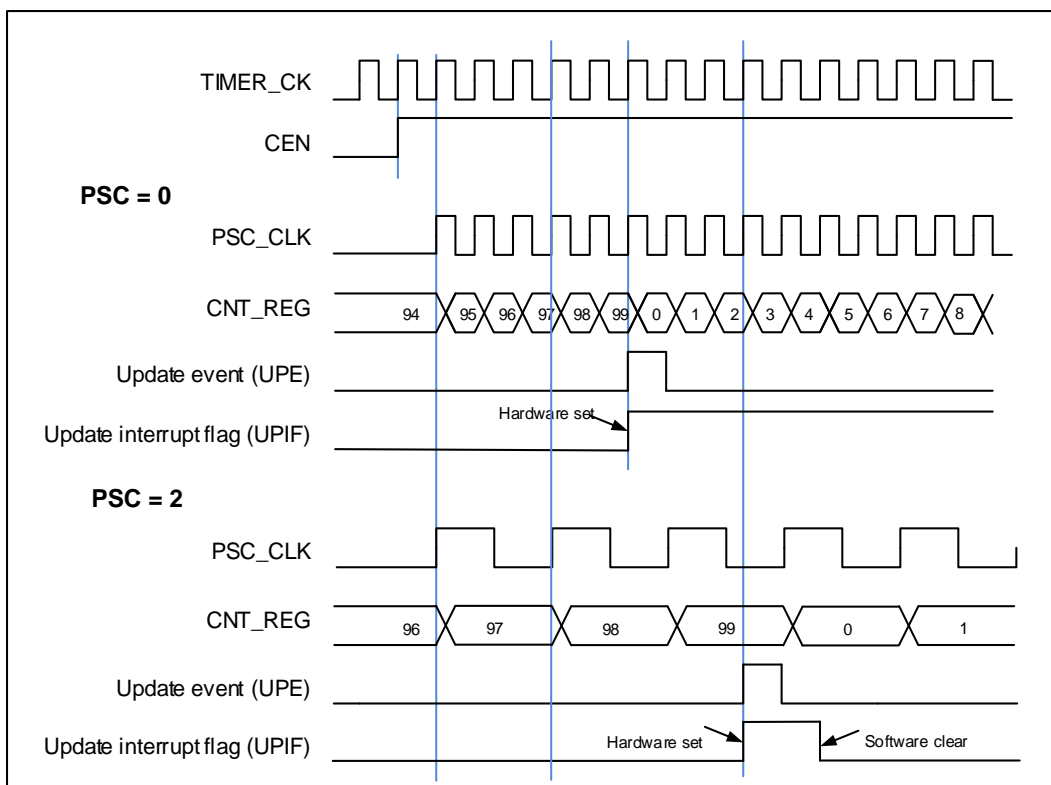 TIMER_CK
CEN
PSC = 0
PSC_CLK
CNT_REG 94 95 96 97 98 99 0 1 2 3 4 5 6 7 8
Update event (UPE)
Hardware set
Update interrupt flag (UPIF)
PSC = 2
PSC_CLK
CNT_REG 96 97 98 99 0 1
Update event (UPE)
Update interrupt flag (UPIF) Hardware set Software clear